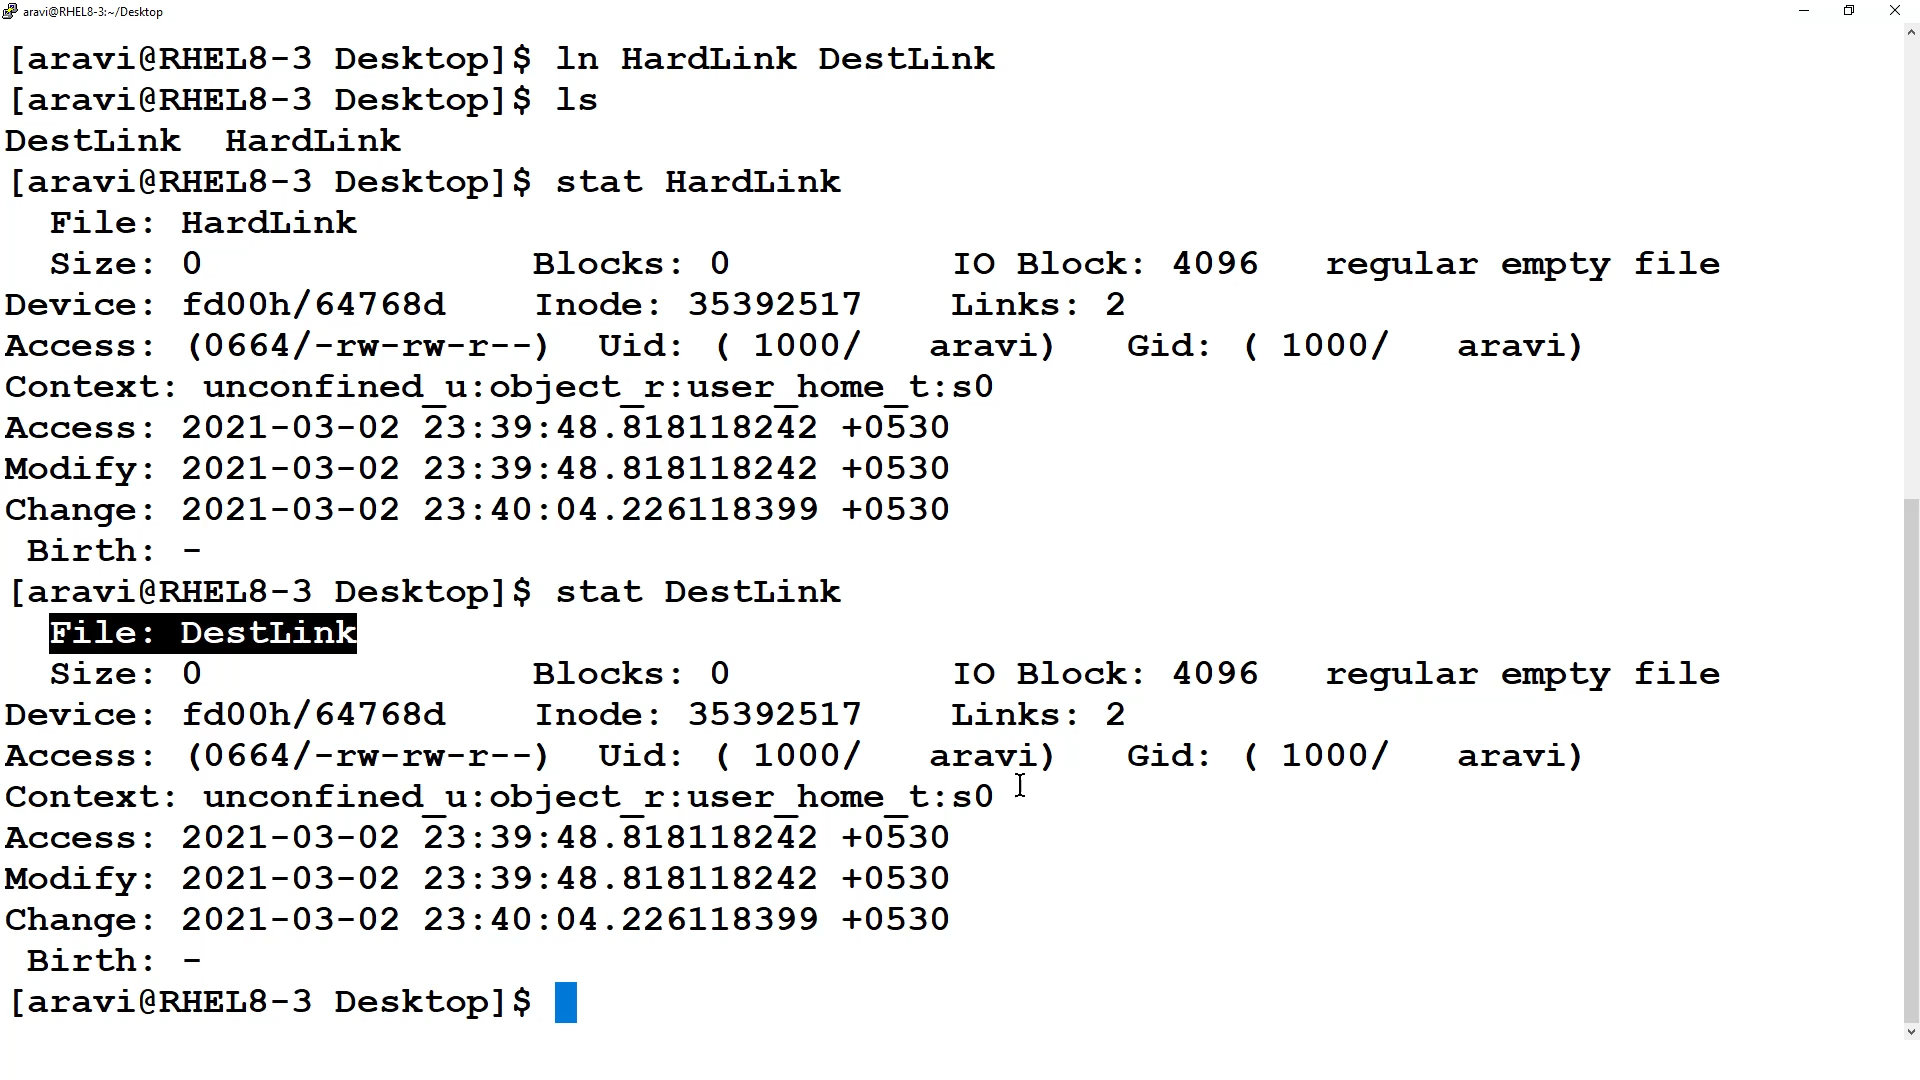 aravi@RHEL8-3:~/Desktop
[aravi@RHEL8-3 Desktop]$ ln HardLink DestLink
[aravi@RHEL8-3 Desktop]$ ls
DestLink  HardLink
[aravi@RHEL8-3 Desktop]$ stat HardLink
  File: HardLink
  Size: 0               Blocks: 0          IO Block: 4096   regular empty file
Device: fd00h/64768d    Inode: 35392517    Links: 2
Access: (0664/-rw-rw-r--)  Uid: ( 1000/   aravi)   Gid: ( 1000/   aravi)
Context: unconfined_u:object_r:user_home_t:s0
Access: 2021-03-02 23:39:48.818118242 +0530
Modify: 2021-03-02 23:39:48.818118242 +0530
Change: 2021-03-02 23:40:04.226118399 +0530
 Birth: -
[aravi@RHEL8-3 Desktop]$ stat DestLink
  File: DestLink
  Size: 0               Blocks: 0          IO Block: 4096   regular empty file
Device: fd00h/64768d    Inode: 35392517    Links: 2
Access: (0664/-rw-rw-r--)  Uid: ( 1000/   aravi)   Gid: ( 1000/   aravi)
Context: unconfined_u:object_r:user_home_t:s0
Access: 2021-03-02 23:39:48.818118242 +0530
Modify: 2021-03-02 23:39:48.818118242 +0530
Change: 2021-03-02 23:40:04.226118399 +0530
 Birth: -
[aravi@RHEL8-3 Desktop]$